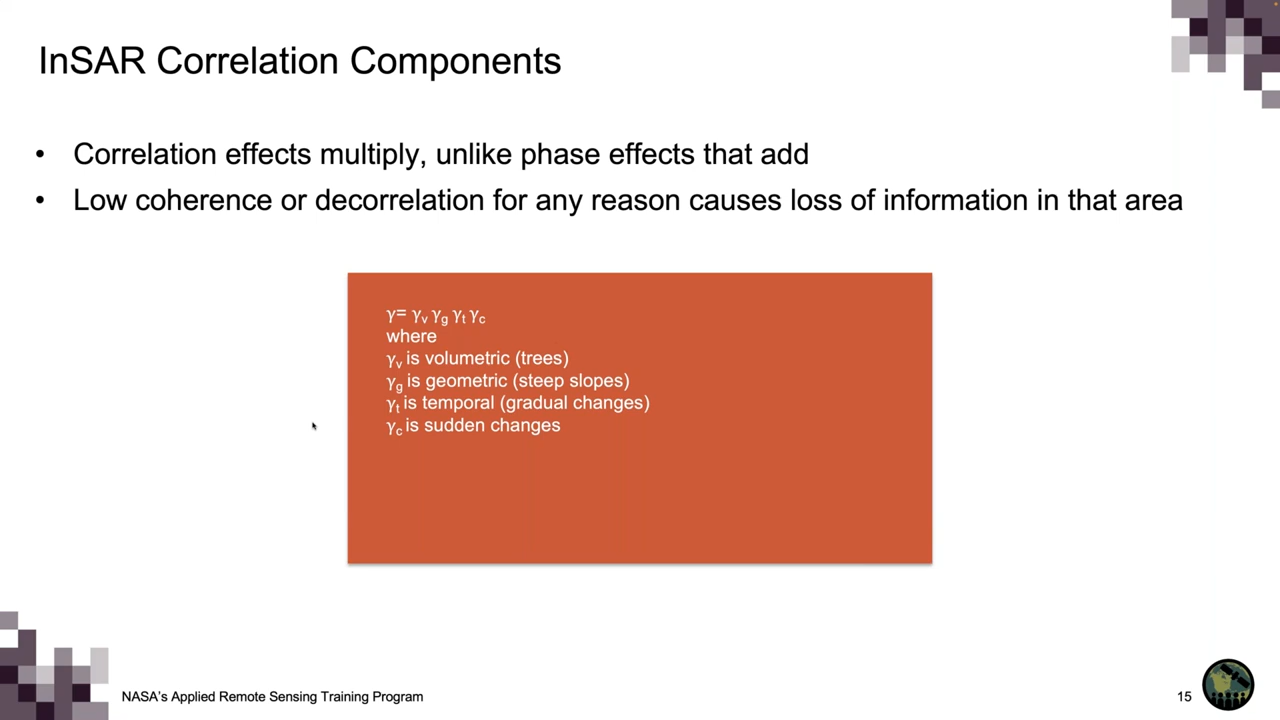 InSAR Correlation Components
• Correlation effects multiply, unlike phase effects that add
• Low coherence or decorrelation for any reason causes loss of information in that area
γ= γv γg γt γc
where
γv is volumetric (trees)
γg is geometric (steep slopes)
γt is temporal (gradual changes)
γc is sudden changes
NASA's Applied Remote Sensing Training Program
15